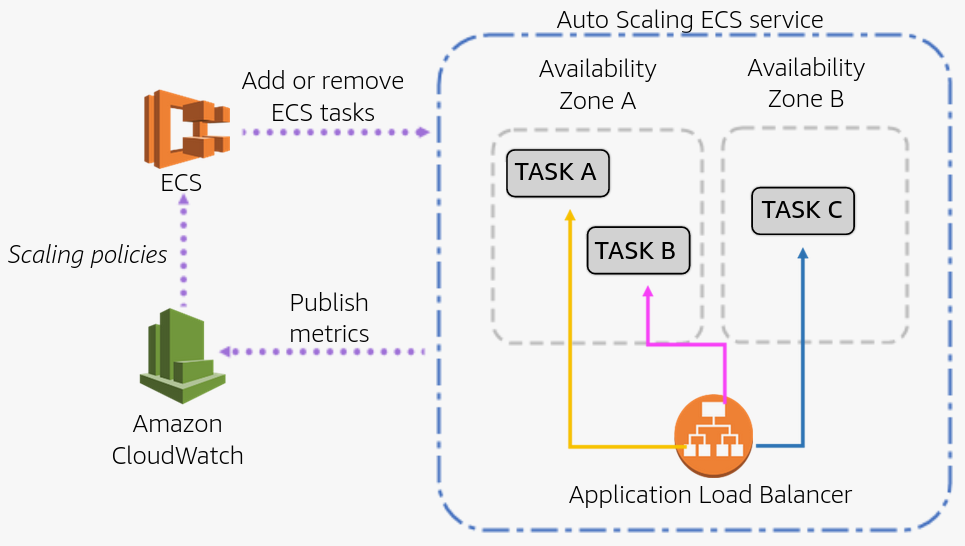 Auto Scaling ECS service
Add or remove
ECS tasks
Availability
Zone A
Availability
Zone B
ECS
TASK A
TASK B
TASK C
Scaling policies
Publish
metrics
Amazon
CloudWatch
Application Load Balancer